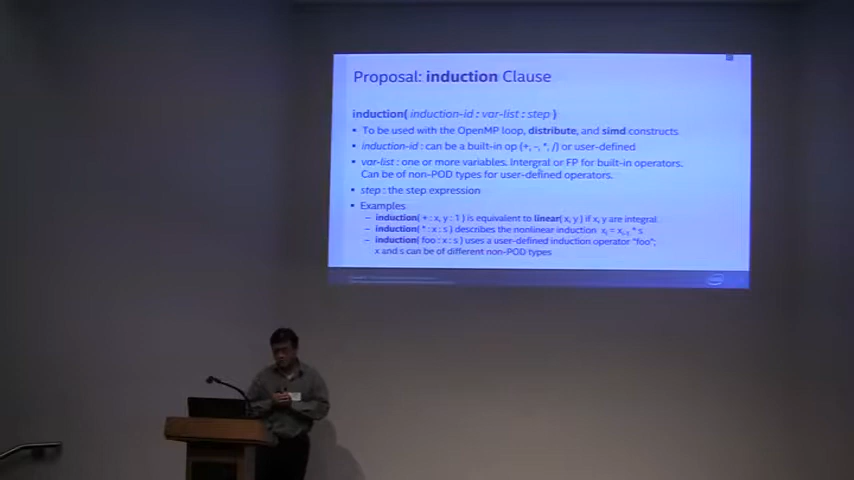 Proposal: induction Clause
induction( induction-id : var-list : step )
• To be used with the OpenMP loop, distribute, and simd constructs
• induction-id : can be a built-in op (+, -, *, /) or user-defined
• var-list : one or more variables. Intergral or FP for built-in operators.
Can be of non-POD types for user-defined operators.
• step : the step expression
• Examples
– induction( + : x, y : 1 ) is equivalent to linear( x, y ) if x, y are integral
– induction( * : x : s ) describes the nonlinear induction xᵢ = xᵢ₋₁ * s
– induction( foo : x : s ) uses a user-defined induction operator "foo";
x and s can be of different non-POD types
intel